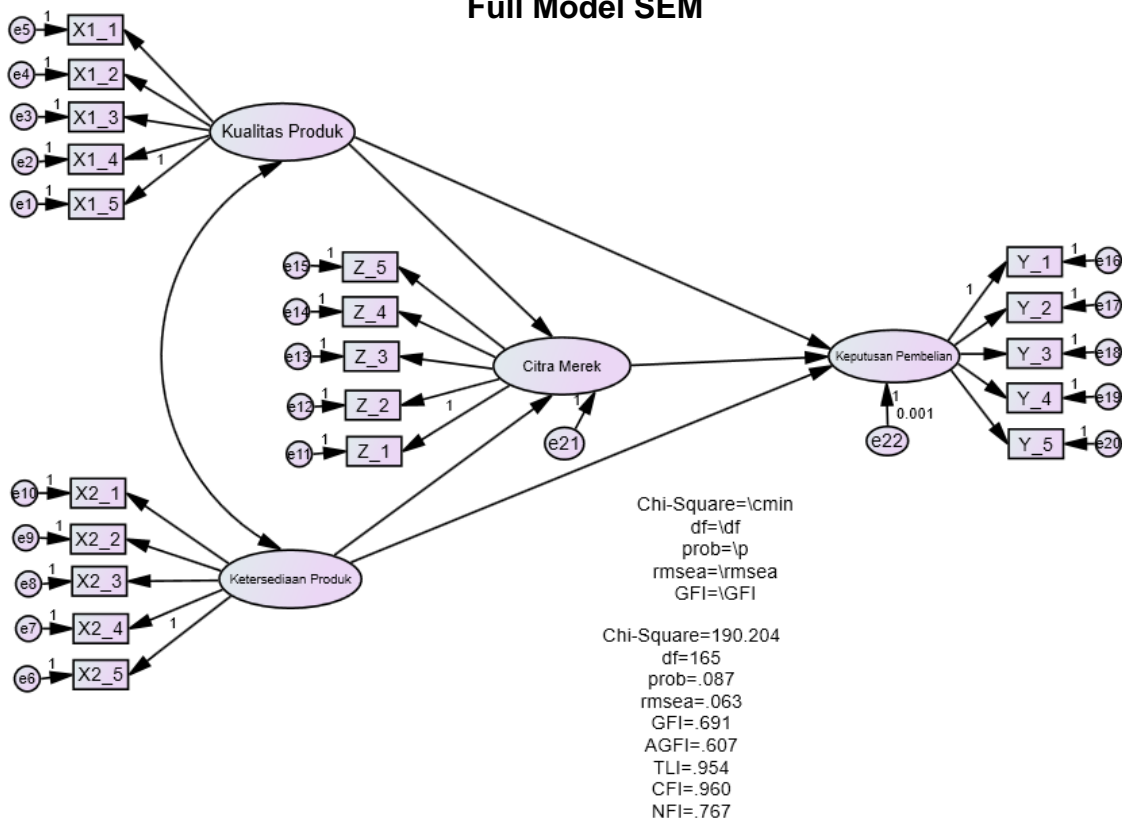 Full Model SEM
e5 1 X1_1
e4 1 X1_2
e3 1 X1_3
e2 1 X1_4
1
e1 1 X1_5
Kualitas Produk
e15 1 Z_5
e14 1 Z_4
e13 1 Z_3
e12 1 Z_2
1
e11 1 Z_1
Citra Merek
1
e21
Y_1 1 e16
1
Y_2 1 e17
Y_3 1 e18
Y_4 1 e19
Y_5 1 e20
Keputusan Pembelian
1
0.001
e22
e10 1 X2_1
e9 1 X2_2
e8 1 X2_3
e7 1 X2_4
1
e6 1 X2_5
Ketersediaan Produk
Chi-Square=\cmin
df=\df
prob=\p
rmsea=\rmsea
GFI=\GFI
Chi-Square=190.204
df=165
prob=.087
rmsea=.063
GFI=.691
AGFI=.607
TLI=.954
CFI=.960
NFI=.767